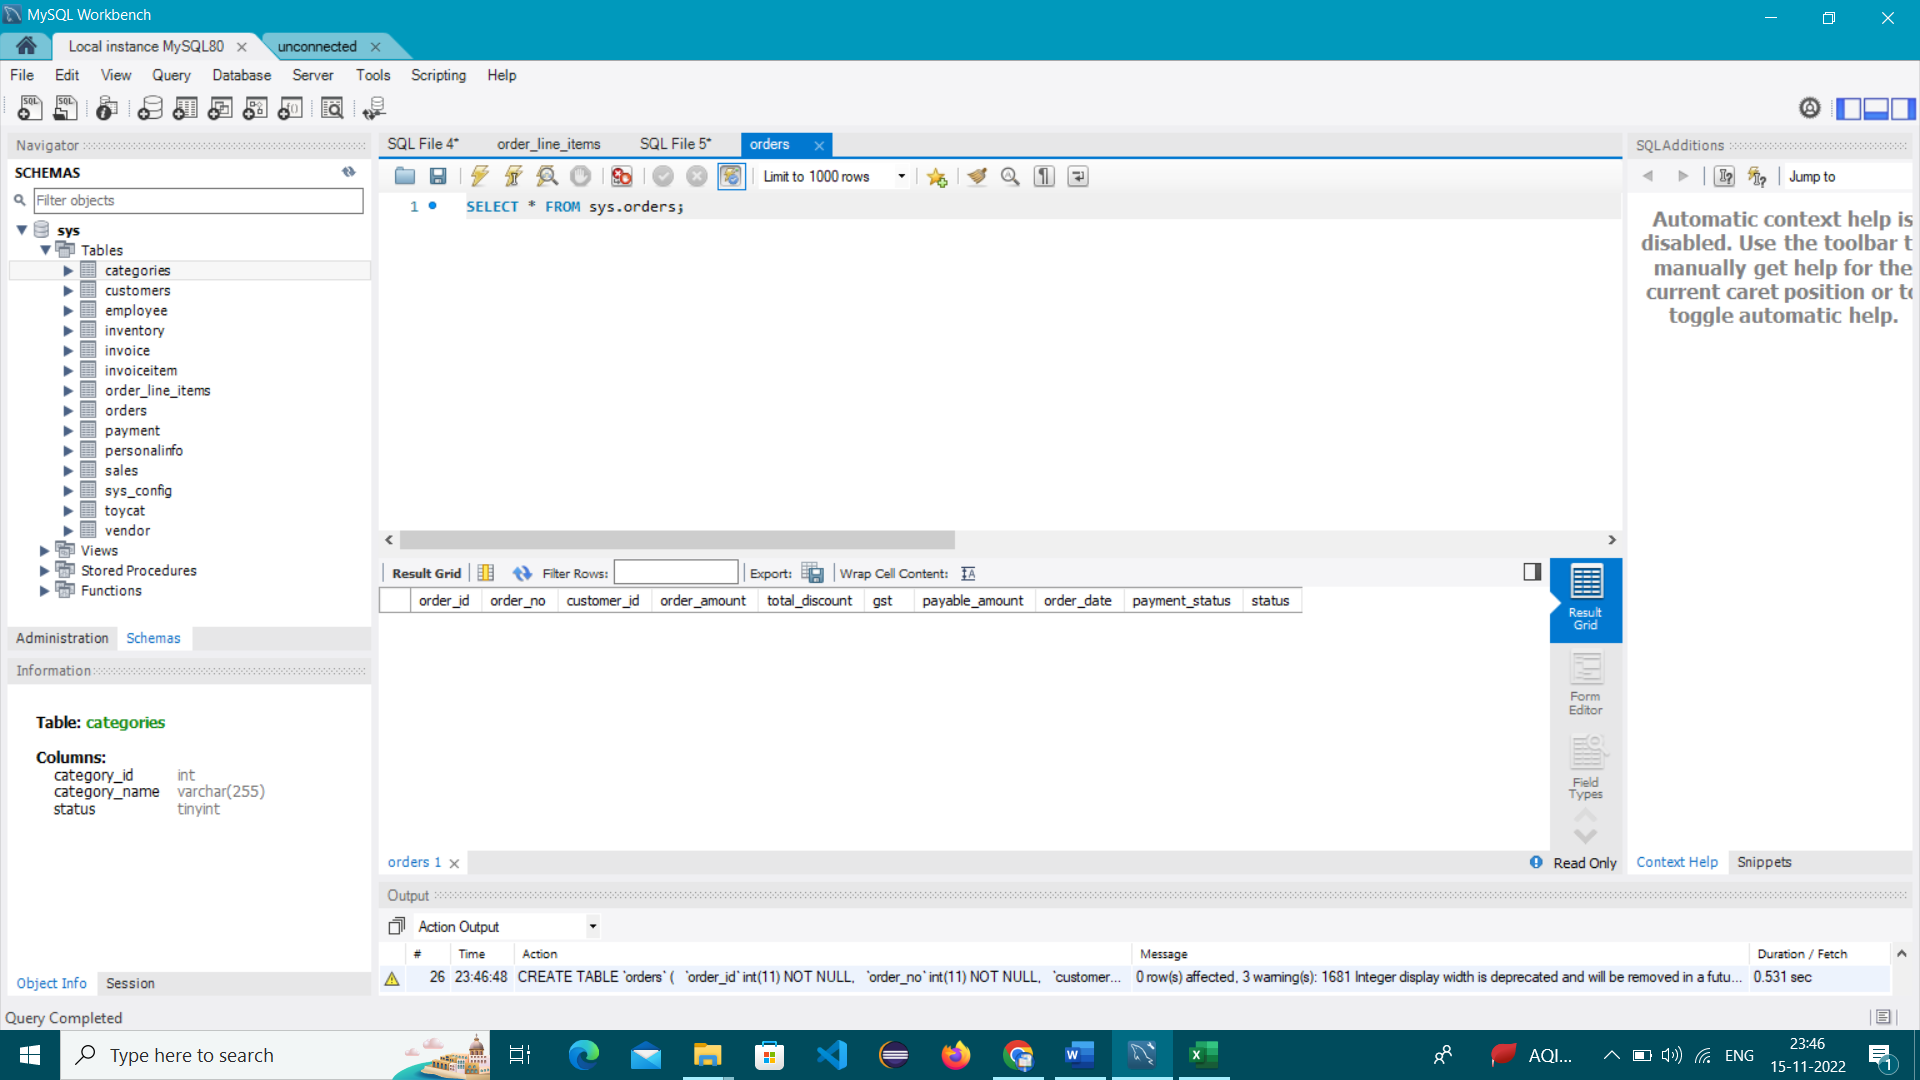 MySQL Workbench
Local instance MySQL80
unconnected
File Edit View Query Database Server Tools Scripting Help
Navigator
SCHEMAS
Filter objects
sys
Tables
categories
customers
employee
inventory
invoice
invoiceitem
order_line_items
orders
payment
personalinfo
sales
sys_config
toycat
vendor
Views
Stored Procedures
Functions
Administration Schemas
Information
Table: categories
Columns:
category_id int
category_name varchar(255)
status tinyint
Object Info Session
Query Completed
SQL File 4* order_line_items SQL File 5* orders
Limit to 1000 rows
1 SELECT * FROM sys.orders;
Result Grid Filter Rows: Export: Wrap Cell Content:
order_id order_no customer_id order_amount total_discount gst payable_amount order_date payment_status status
Result
Grid
Form
Editor
Field
Types
orders 1
Read Only
SQLAdditions
Jump to
Automatic context help is
disabled. Use the toolbar t
manually get help for the
current caret position or to
toggle automatic help.
Context Help Snippets
Output
Action Output
# Time Action Message Duration / Fetch
26 23:46:48 CREATE TABLE `orders` ( `order_id` int(11) NOT NULL, `order_no` int(11) NOT NULL, `customer... 0 row(s) affected, 3 warning(s): 1681 Integer display width is deprecated and will be removed in a futu... 0.531 sec
Type here to search
AQI...
ENG
23:46
15-11-2022
1